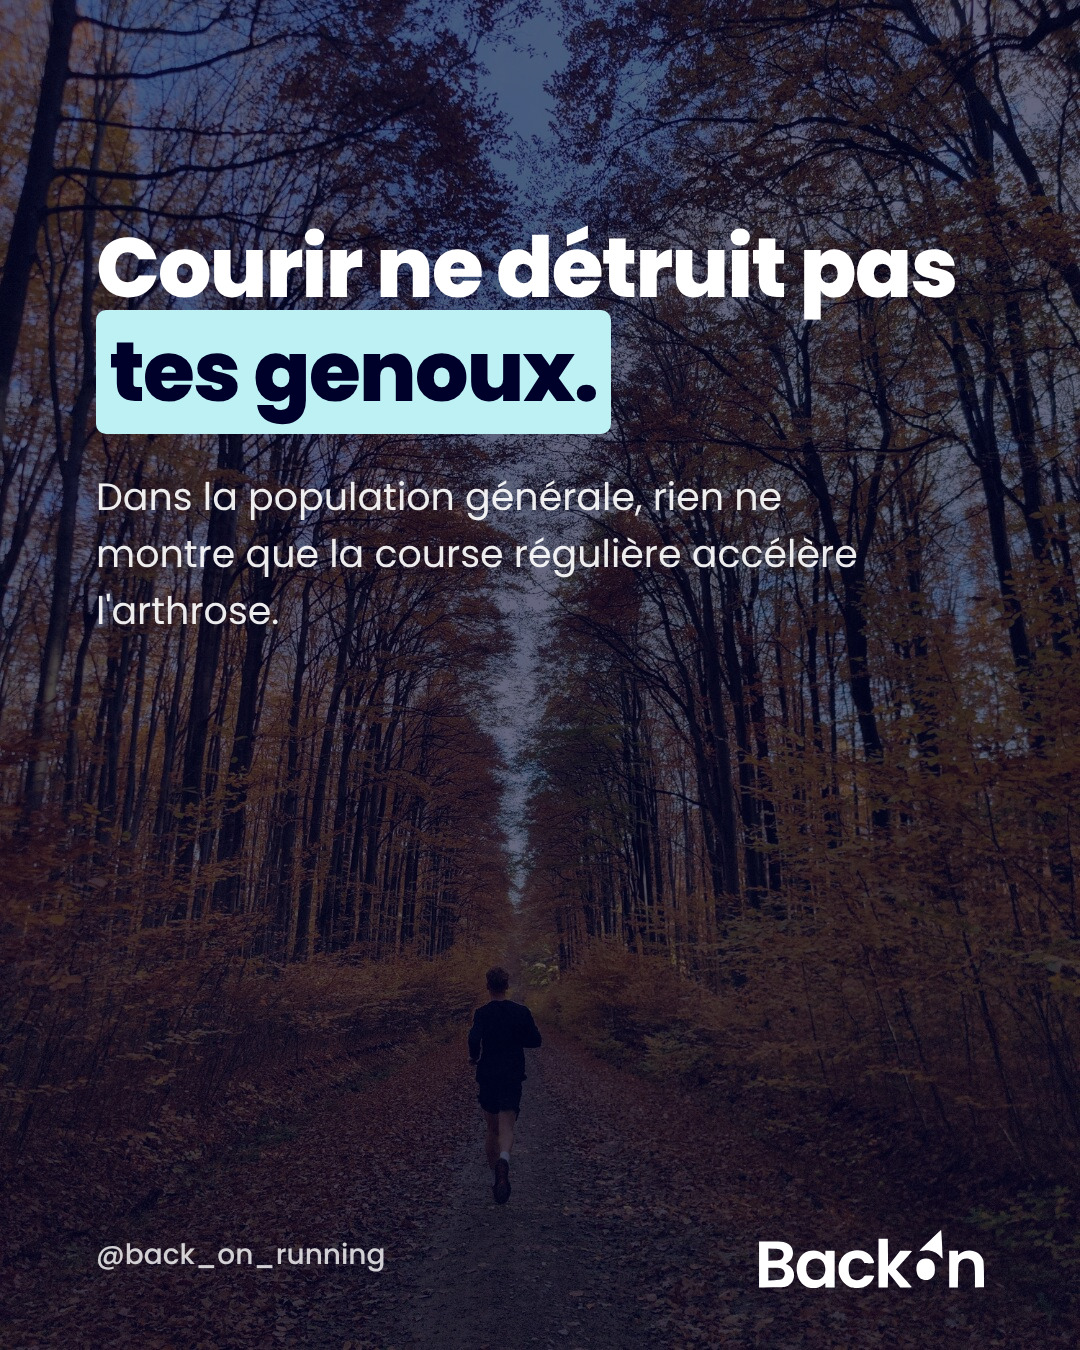 Courir ne détruit pas
tes genoux.
Dans la population générale, rien ne
montre que la course régulière accélère
l'arthrose.
@back_on_running
BackOn